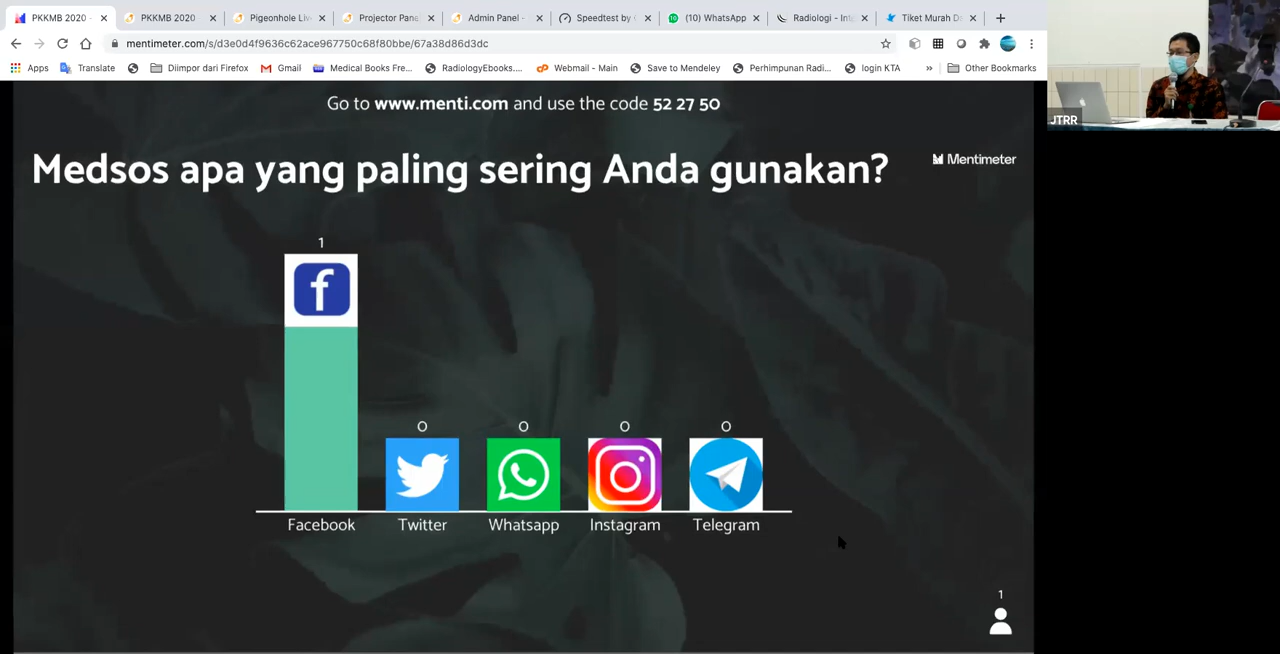 PKKMB 2020 -
PKKMB 2020
Pigeonhole Liv
Projector Pane
Admin Panel -
Speedtest by
(10) WhatsApp
Radiologi - Int
Tiket Murah D
mentimeter.com/s/d3e0d4f9636c62ace967750c68f80bbe/67a38d86d3dc
Apps
Translate
Diimpor dari Firefox
Gmail
Medical Books Fre...
RadiologyEbooks....
Webmail - Main
Save to Mendeley
Perhimpunan Radi...
login KTA
»
Other Bookmarks
JTRR
Go to www.menti.com and use the code 52 27 50
Medsos apa yang paling sering Anda gunakan?
Mentimeter
1
0 0 0 0
Facebook Twitter Whatsapp Instagram Telegram
1